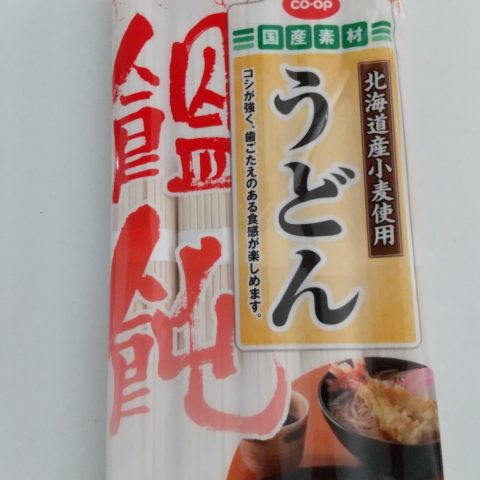 CO·OP
国産素材
北海道産小麦使用
うどん
コシが強く、歯ごたえのある食感が楽しめます。
饂飩